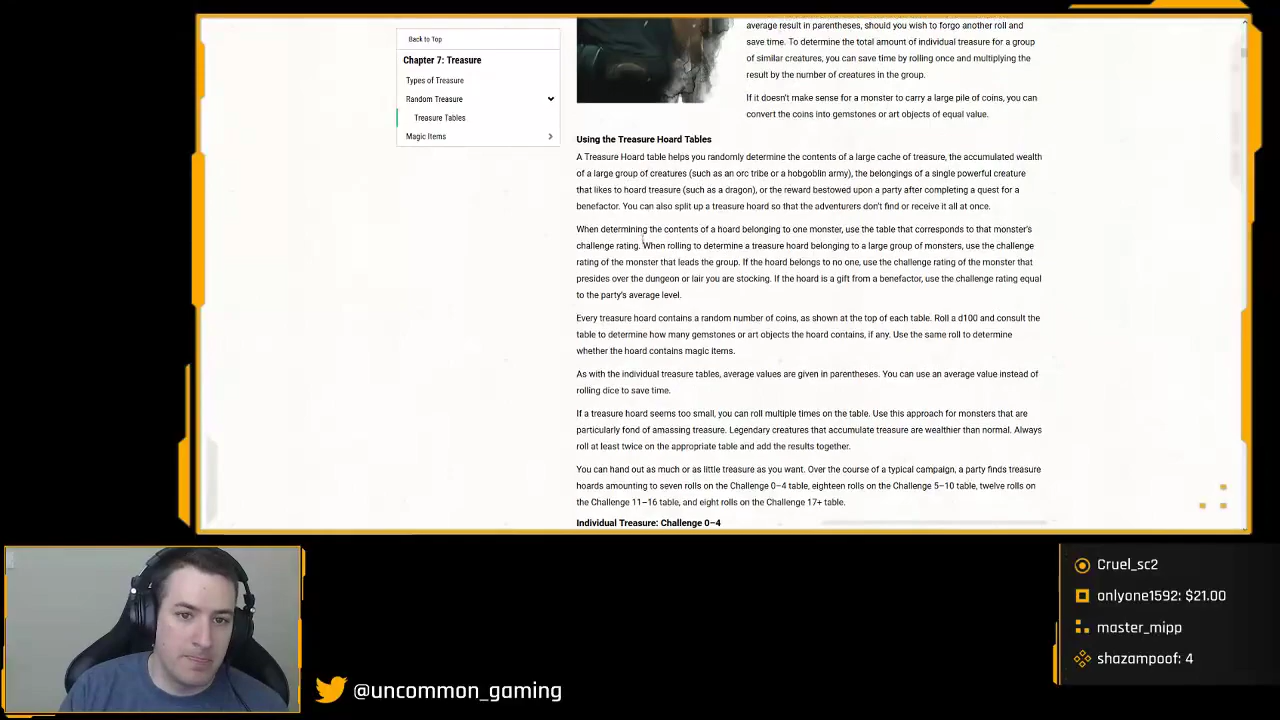 Back to Top
Chapter 7: Treasure
Types of Treasure
Random Treasure
Treasure Tables
Magic Items
average result in parentheses, should you wish to forgo another roll and
save time. To determine the total amount of individual treasure for a group
of similar creatures, you can save time by rolling once and multiplying the
result by the number of creatures in the group.
If it doesn't make sense for a monster to carry a large pile of coins, you can
convert the coins into gemstones or art objects of equal value.
Using the Treasure Hoard Tables
A Treasure Hoard table helps you randomly determine the contents of a large cache of treasure, the accumulated wealth
of a large group of creatures (such as an orc tribe or a hobgoblin army), the belongings of a single powerful creature
that likes to hoard treasure (such as a dragon), or the reward bestowed upon a party after completing a quest for a
benefactor. You can also split up a treasure hoard so that the adventurers don't find or receive it all at once.
When determining the contents of a hoard belonging to one monster, use the table that corresponds to that monster's
challenge rating. When rolling to determine a treasure hoard belonging to a large group of monsters, use the challenge
rating of the monster that leads the group. If the hoard belongs to no one, use the challenge rating of the monster that
presides over the dungeon or lair you are stocking. If the hoard is a gift from a benefactor, use the challenge rating equal
to the party's average level.
Every treasure hoard contains a random number of coins, as shown at the top of each table. Roll a d100 and consult the
table to determine how many gemstones or art objects the hoard contains, if any. Use the same roll to determine
whether the hoard contains magic items.
As with the individual treasure tables, average values are given in parentheses. You can use an average value instead of
rolling dice to save time.
If a treasure hoard seems too small, you can roll multiple times on the table. Use this approach for monsters that are
particularly fond of amassing treasure. Legendary creatures that accumulate treasure are wealthier than normal. Always
roll at least twice on the appropriate table and add the results together.
You can hand out as much or as little treasure as you want. Over the course of a typical campaign, a party finds treasure
hoards amounting to seven rolls on the Challenge 0–4 table, eighteen rolls on the Challenge 5–10 table, twelve rolls on
the Challenge 11–16 table, and eight rolls on the Challenge 17+ table.
Individual Treasure: Challenge 0–4
Cruel_sc2
onlyone1592: $21.00
master_mipp
shazampoof: 4
@uncommon_gaming